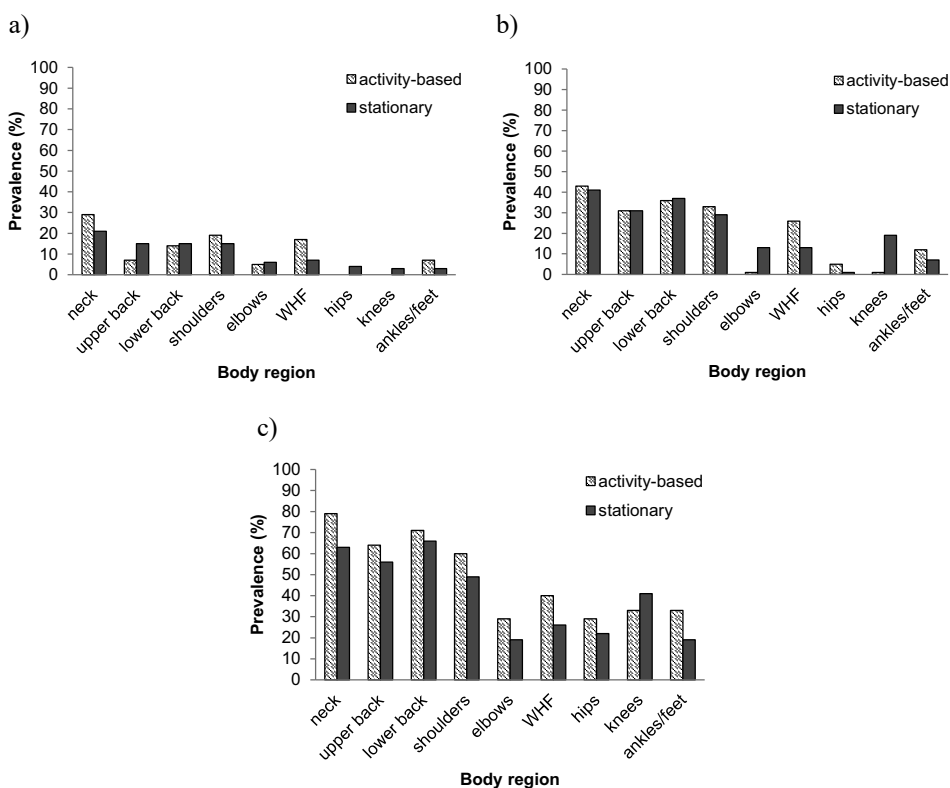 a)
100
90
80
70
60
50
40
30
20
10
0
Prevalence (%)
activity-based
stationary
neck
upper back
lower back
shoulders
elbows
WHF
hips
knees
ankles/feet
Body region
b)
100
90
80
70
60
50
40
30
20
10
0
Prevalence (%)
activity-based
stationary
neck
upper back
lower back
shoulders
elbows
WHF
hips
knees
ankles/feet
Body region
c)
100
90
80
70
60
50
40
30
20
10
0
Prevalence (%)
activity-based
stationary
neck
upper back
lower back
shoulders
elbows
WHF
hips
knees
ankles/feet
Body region